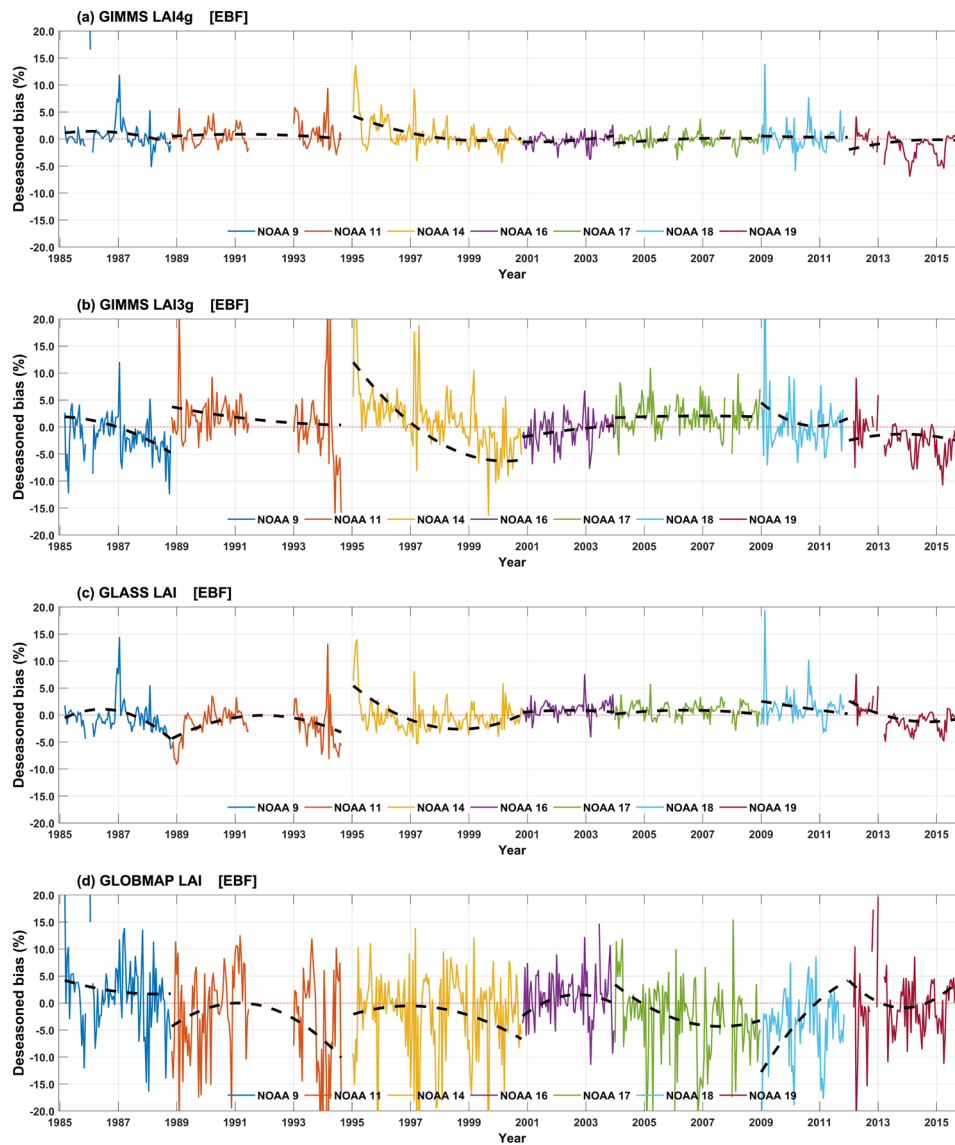 (a) GIMMS LAI4g [EBF]
20.0
15.0
10.0
5.0
0.0
-5.0
-10.0
-15.0
-20.0
Deseasoned bias (%)
NOAA 9 NOAA 11 NOAA 14 NOAA 16 NOAA 17 NOAA 18 NOAA 19
1985 1987 1989 1991 1993 1995 1997 1999 2001 2003 2005 2007 2009 2011 2013 2015
Year
(b) GIMMS LAI3g [EBF]
20.0
15.0
10.0
5.0
0.0
-5.0
-10.0
-15.0
-20.0
Deseasoned bias (%)
NOAA 9 NOAA 11 NOAA 14 NOAA 16 NOAA 17 NOAA 18 NOAA 19
1985 1987 1989 1991 1993 1995 1997 1999 2001 2003 2005 2007 2009 2011 2013 2015
Year
(c) GLASS LAI [EBF]
20.0
15.0
10.0
5.0
0.0
-5.0
-10.0
-15.0
-20.0
Deseasoned bias (%)
NOAA 9 NOAA 11 NOAA 14 NOAA 16 NOAA 17 NOAA 18 NOAA 19
1985 1987 1989 1991 1993 1995 1997 1999 2001 2003 2005 2007 2009 2011 2013 2015
Year
(d) GLOBMAP LAI [EBF]
20.0
15.0
10.0
5.0
0.0
-5.0
-10.0
-15.0
-20.0
Deseasoned bias (%)
NOAA 9 NOAA 11 NOAA 14 NOAA 16 NOAA 17 NOAA 18 NOAA 19
1985 1987 1989 1991 1993 1995 1997 1999 2001 2003 2005 2007 2009 2011 2013 2015
Year